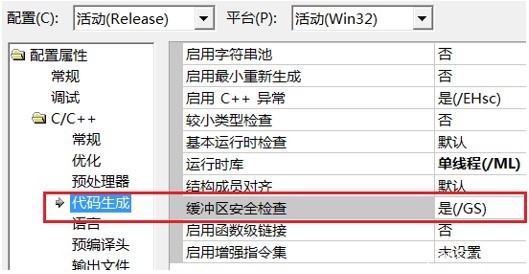 配置(C): 活动(Release) 平台(P): 活动(Win32)
配置属性
常规
调试
C/C++
常规
优化
预处理器
代码生成
语言
预编译头
输出文件
启用字符串池 否
启用最小重新生成 否
启用 C++ 异常 是(/EHsc)
较小类型检查 否
基本运行时检查 默认
运行时库 单线程(/ML)
结构成员对齐 默认
缓冲区安全检查 是(/GS)
启用函数级链接 否
启用增强指令集 未设置